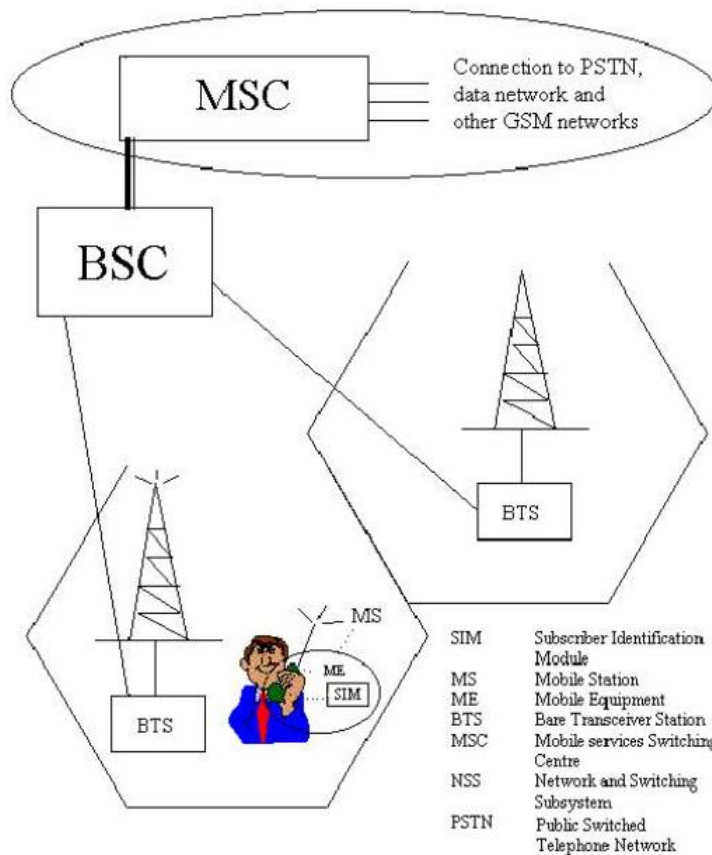 MSC
Connection to PSTN,
data network and
other GSM networks
BSC
BTS
MS
ME
SIM
BTS
SIM Subscriber Identification
Module
MS Mobile Station
ME Mobile Equipment
BTS Bare Transceiver Station
MSC Mobile services Switching
Centre
NSS Network and Switching
Subsystem
PSTN Public Switched
Telephone Network